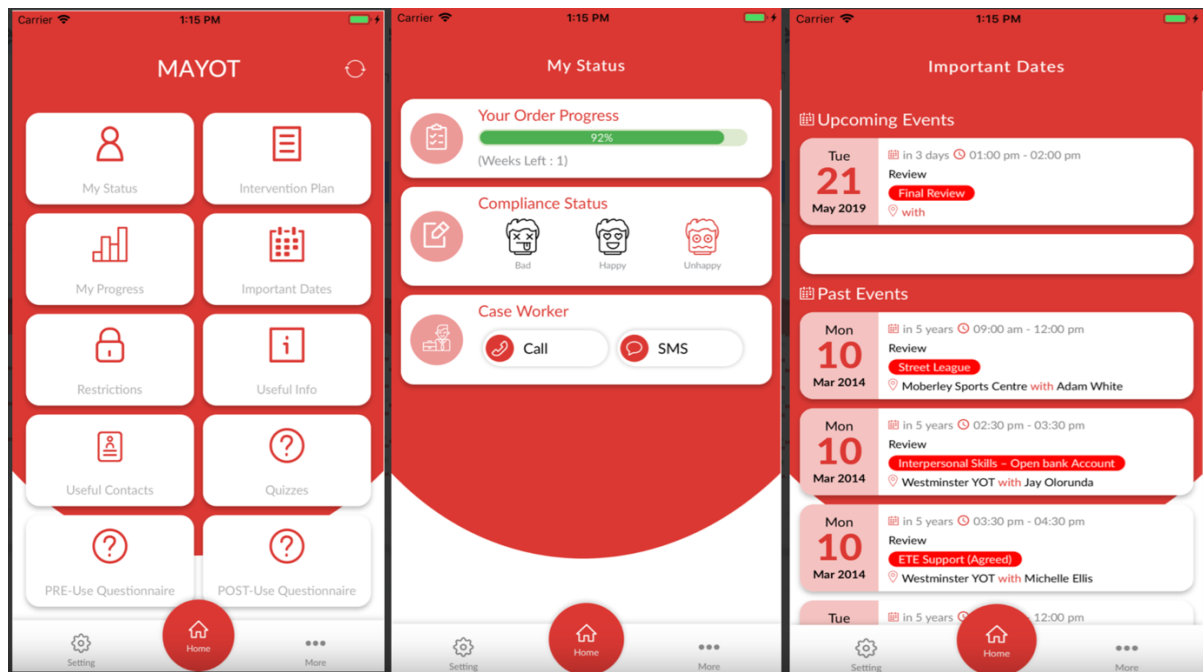 Carrier 1:15 PM
MAYOT
My Status
Intervention Plan
My Progress
Important Dates
Restrictions
Useful Info
Useful Contacts
Quizzes
PRE-Use Questionnaire
POST-Use Questionnaire
Setting
Home
More
Carrier 1:15 PM
My Status
Your Order Progress
92%
(Weeks Left : 1)
Compliance Status
Bad
Happy
Unhappy
Case Worker
Call
SMS
Setting
Home
More
Carrier 1:15 PM
Important Dates
Upcoming Events
Tue
21
May 2019
in 3 days 01:00 pm - 02:00 pm
Review
Final Review
with
Past Events
Mon
10
Mar 2014
in 5 years 09:00 am - 12:00 pm
Review
Street League
Moberley Sports Centre with Adam White
Mon
10
Mar 2014
in 5 years 02:30 pm - 03:30 pm
Review
Interpersonal Skills – Open bank Account
Westminster YOT with Jay Olorunda
Mon
10
Mar 2014
in 5 years 03:30 pm - 04:30 pm
Review
ETE Support (Agreed)
Westminster YOT with Michelle Ellis
Tue
in 5 years 12:00 pm
Setting
Home
More